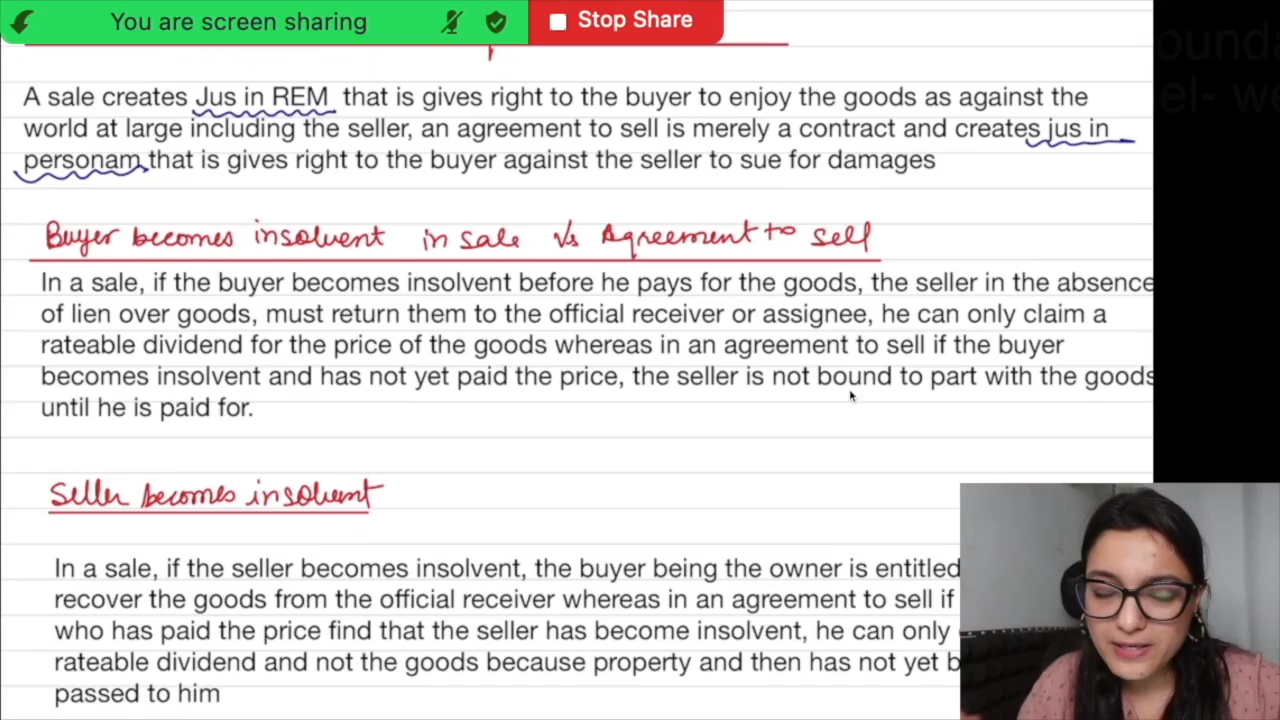 You are screen sharing
Stop Share
A sale creates Jus in REM that is gives right to the buyer to enjoy the goods as against the
world at large including the seller, an agreement to sell is merely a contract and creates jus in
personam that is gives right to the buyer against the seller to sue for damages
Buyer becomes insolvent in sale Vs Agreement to sell
In a sale, if the buyer becomes insolvent before he pays for the goods, the seller in the absence
of lien over goods, must return them to the official receiver or assignee, he can only claim a
rateable dividend for the price of the goods whereas in an agreement to sell if the buyer
becomes insolvent and has not yet paid the price, the seller is not bound to part with the goods
until he is paid for.
Seller becomes insolvent
In a sale, if the seller becomes insolvent, the buyer being the owner is entitled
recover the goods from the official receiver whereas in an agreement to sell if
who has paid the price find that the seller has become insolvent, he can only
rateable dividend and not the goods because property and then has not yet b
passed to him